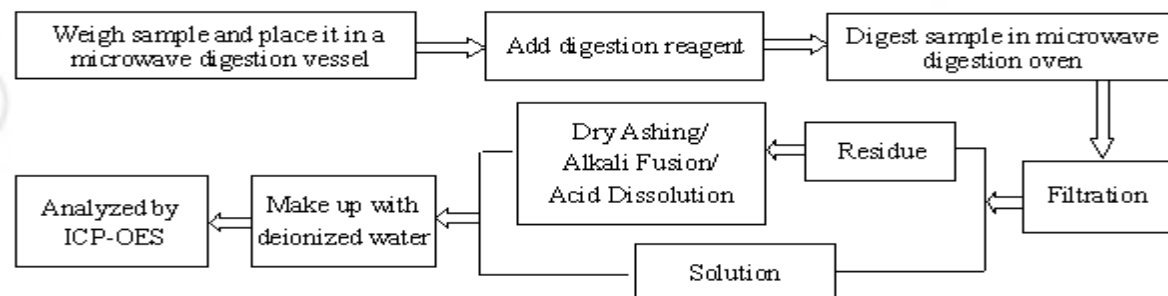 Weigh sample and place it in a
microwave digestion vessel
Add digestion reagent
Digest sample in microwave
digestion oven
Filtration
Residue
Dry Ashing/
Alkali Fusion/
Acid Dissolution
Solution
Make up with
deionized water
Analyzed by
ICP-OES